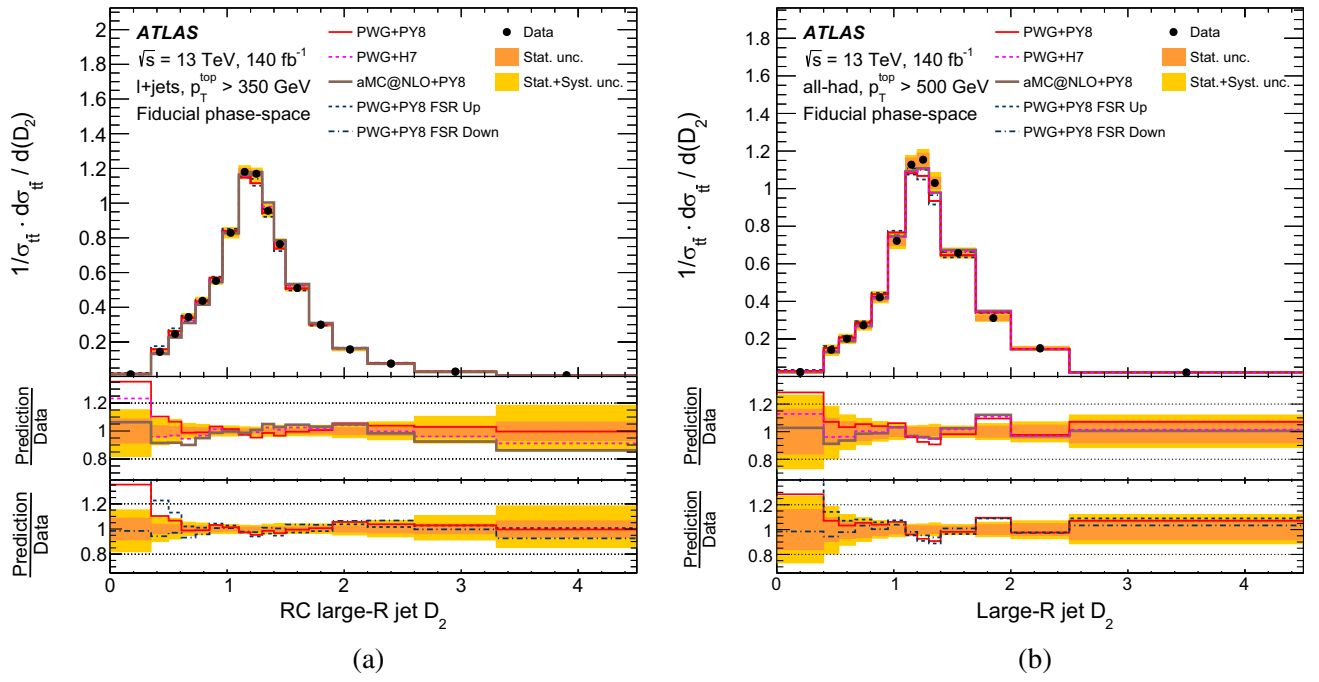 ATLAS
√s = 13 TeV, 140 fb⁻¹
l+jets, p_T^top > 350 GeV
Fiducial phase-space
PWG+PY8
PWG+H7
aMC@NLO+PY8
PWG+PY8 FSR Up
PWG+PY8 FSR Down
Data
Stat. unc.
Stat.+Syst. unc.
1/σ_tt̄ · dσ_tt̄ / d(D₂)
2
1.8
1.6
1.4
1.2
1
0.8
0.6
0.4
0.2
Prediction
Data
1.2
1
0.8
Prediction
Data
1.2
1
0.8
0 1 2 3 4
RC large-R jet D₂
(a)
ATLAS
√s = 13 TeV, 140 fb⁻¹
all-had, p_T^top > 500 GeV
Fiducial phase-space
PWG+PY8
PWG+H7
aMC@NLO+PY8
PWG+PY8 FSR Up
PWG+PY8 FSR Down
Data
Stat. unc.
Stat.+Syst. unc.
1/σ_tt̄ · dσ_tt̄ / d(D₂)
1.8
1.6
1.4
1.2
1
0.8
0.6
0.4
0.2
Prediction
Data
1.2
1
0.8
Prediction
Data
1.2
1
0.8
0 1 2 3 4
Large-R jet D₂
(b)